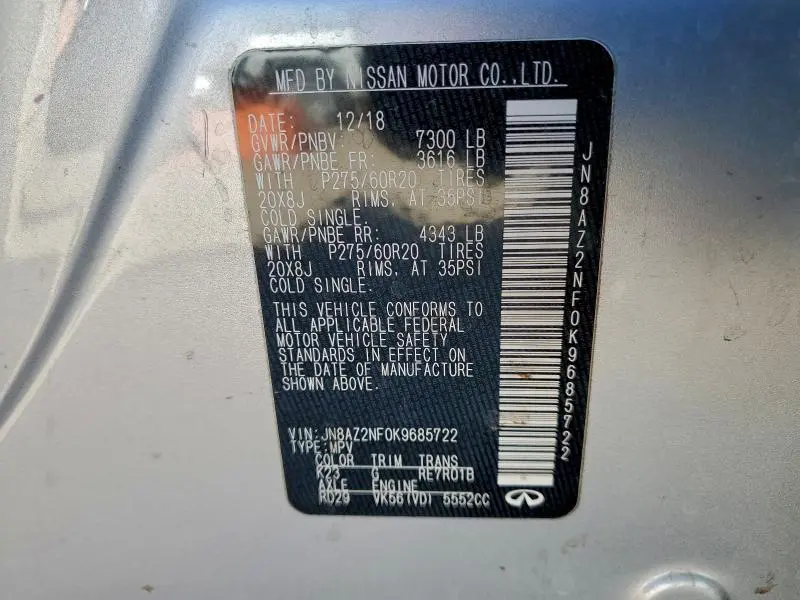 MFD BY NISSAN MOTOR CO.,LTD.
DATE: 12/18
GVWR/PNBV: 7300 LB
GAWR/PNBE FR: 3616 LB
WITH P275/60R20 TIRES
20X8J RIMS, AT 35PSI
COLD SINGLE.
GAWR/PNBE RR: 4343 LB
WITH P275/60R20 TIRES
20X8J RIMS, AT 35PSI
COLD SINGLE.
THIS VEHICLE CONFORMS TO
ALL APPLICABLE FEDERAL
MOTOR VEHICLE SAFETY
STANDARDS IN EFFECT ON
THE DATE OF MANUFACTURE
SHOWN ABOVE.
VIN:JN8AZ2NF0K9685722
TYPE:MPV
COLOR TRIM TRANS
K23 G RE7R01B
AXLE ENGINE
RD29 VK56(VD) 5552CC
JN8AZ2NF0K9685722